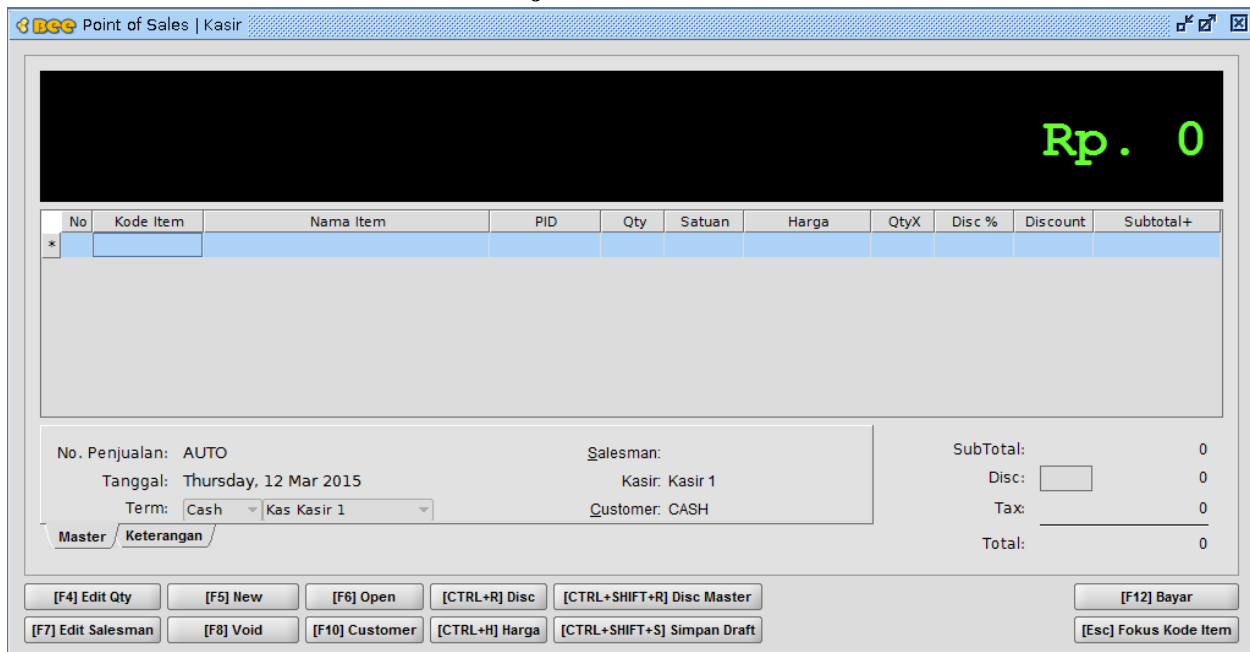 Bee Point of Sales | Kasir
Rp. 0
No Kode Item Nama Item PID Qty Satuan Harga QtyX Disc % Discount Subtotal+
*
No. Penjualan: AUTO Salesman: SubTotal: 0
Tanggal: Thursday, 12 Mar 2015 Kasir: Kasir 1 Disc: 0
Term: Cash Kas Kasir 1 Customer: CASH Tax: 0
Master Keterangan Total: 0
[F4] Edit Qty [F5] New [F6] Open [CTRL+R] Disc [CTRL+SHIFT+R] Disc Master [F12] Bayar
[F7] Edit Salesman [F8] Void [F10] Customer [CTRL+H] Harga [CTRL+SHIFT+S] Simpan Draft [Esc] Fokus Kode Item